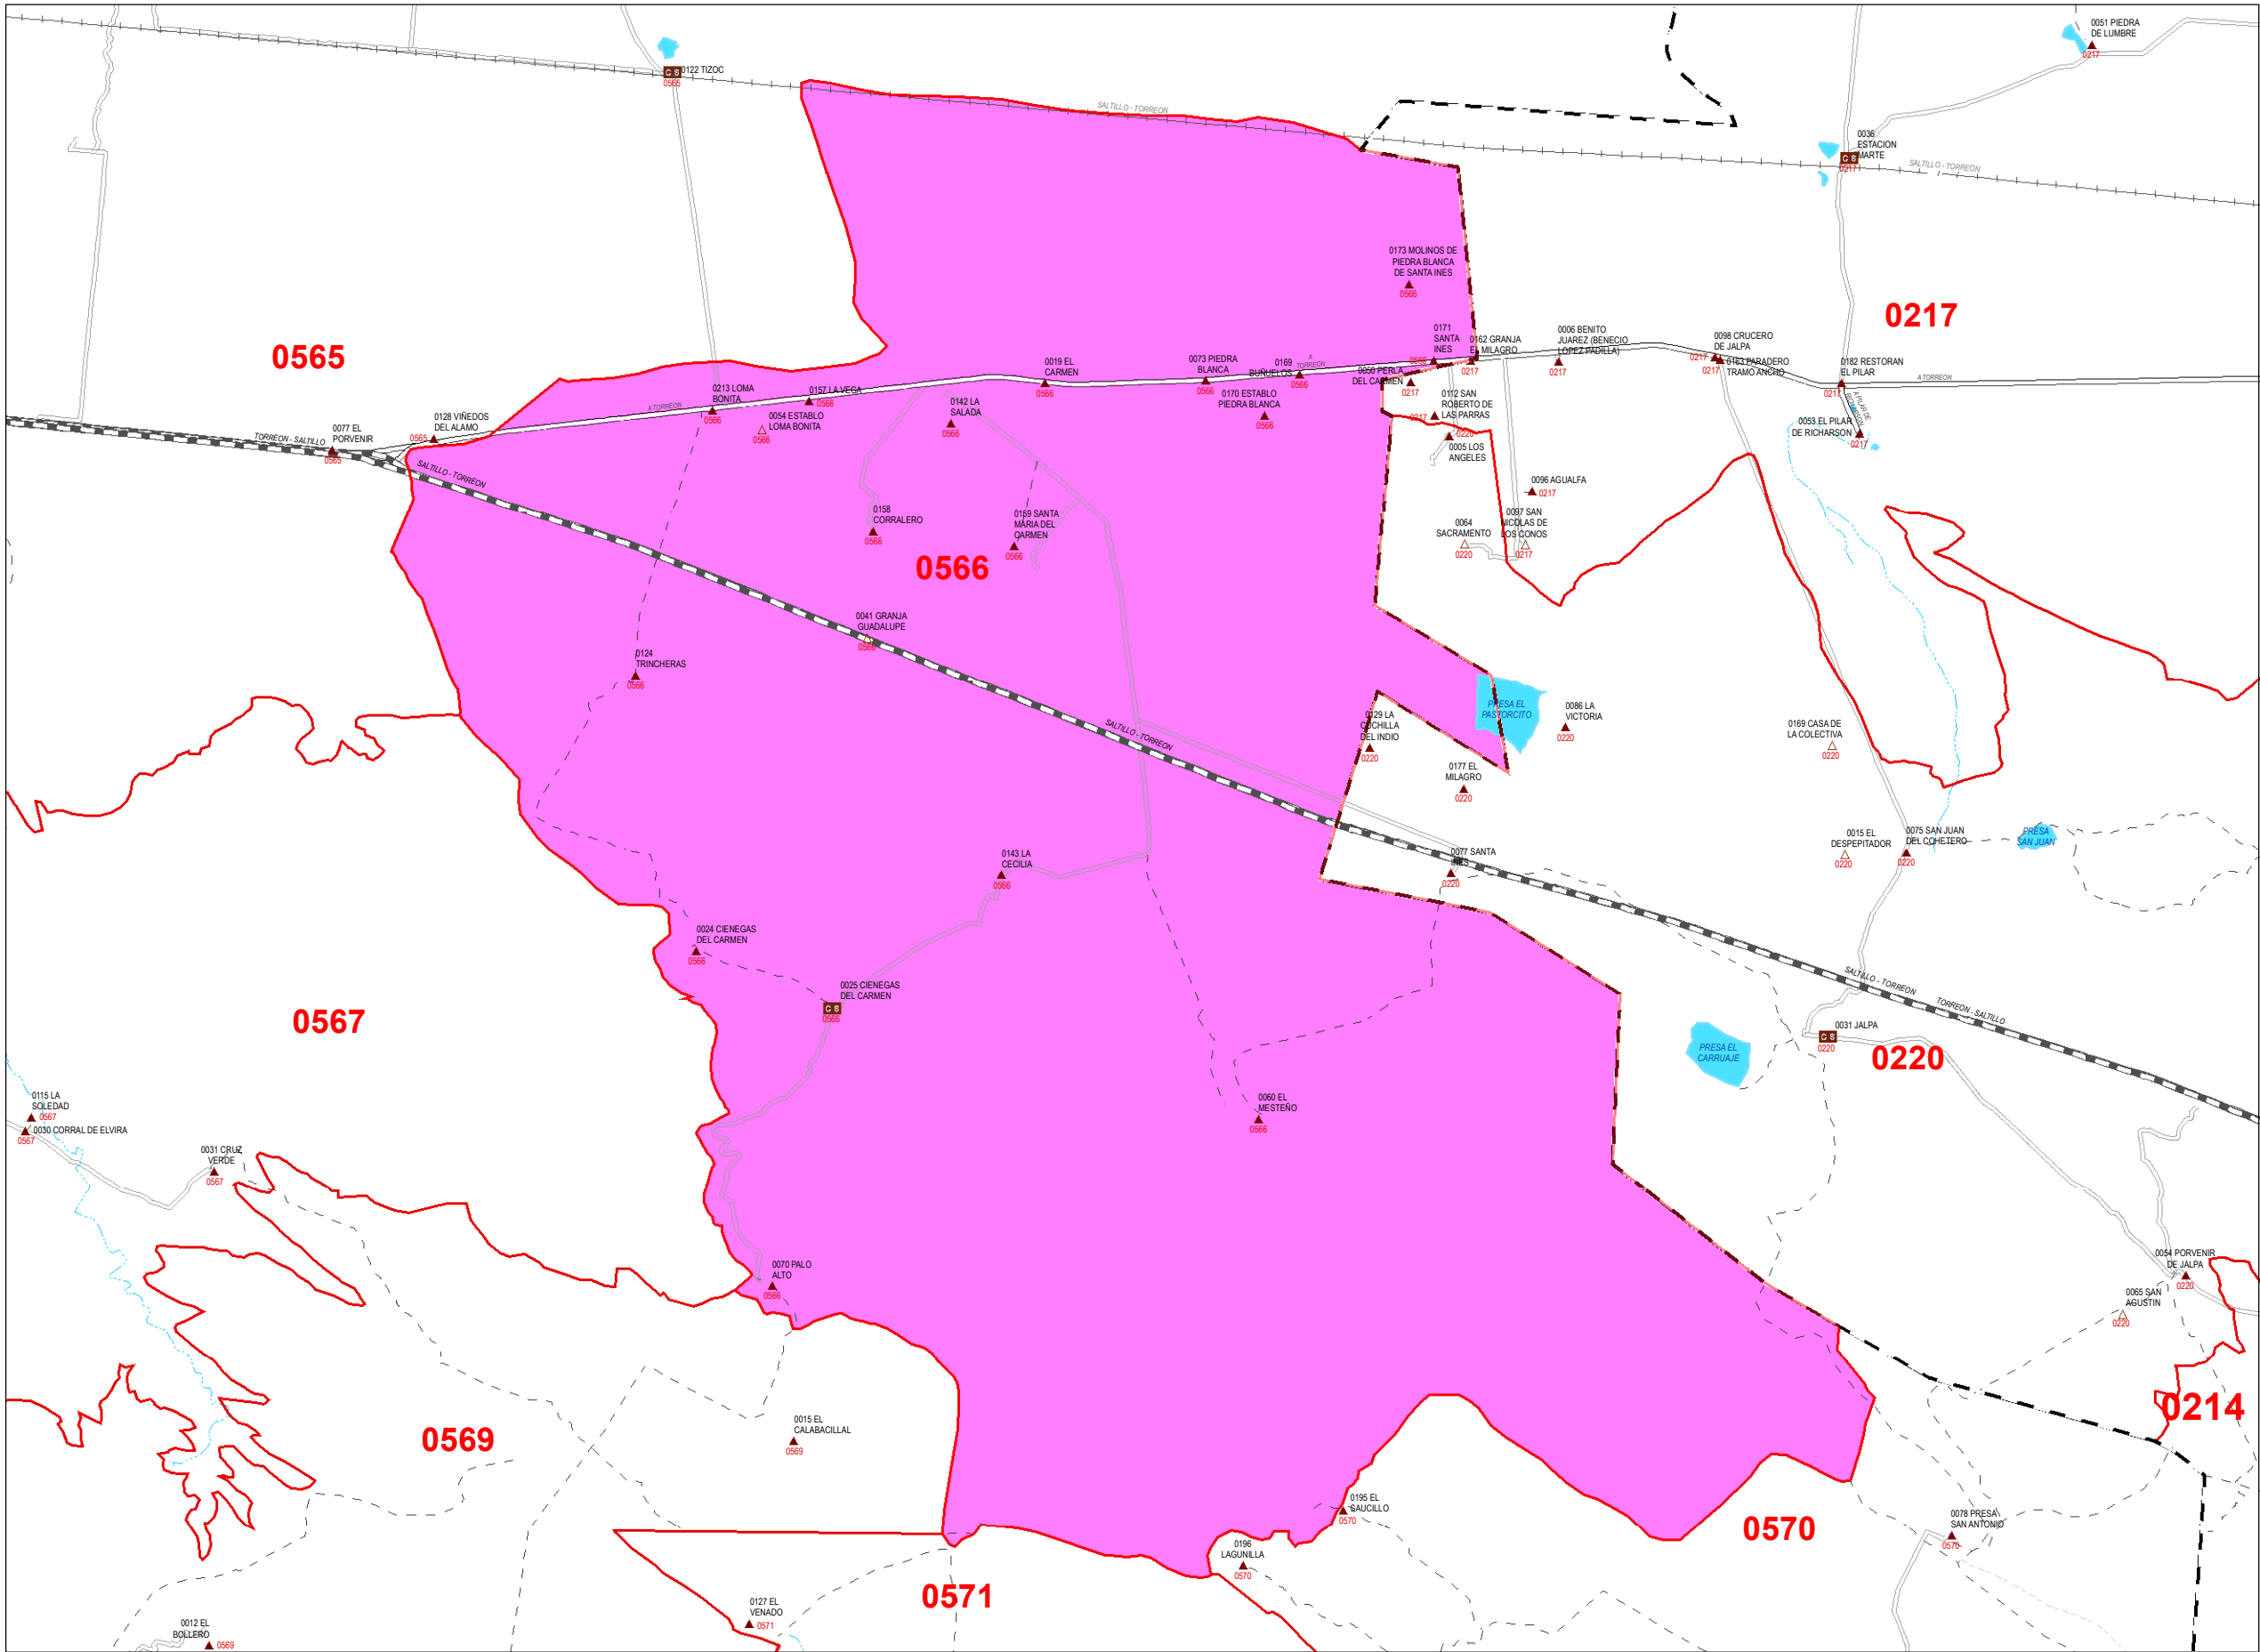 0051 PIEDRA
DE LUMBRE
0217
C S
0122 TIZOC
0565
SALTILLO - TORREON
0036
ESTACION
MARTE
C S
0217
SALTILLO - TORREON
0173 MOLINOS DE
PIEDRA BLANCA
DE SANTA INES
0566
0217
0565
0171
SANTA
INES
0566
0162 GRANJA
EL MILAGRO
0217
0006 BENITO
JUAREZ (BENECIO
LOPEZ PADILLA)
0217
0098 CRUCERO
DE JALPA
0217
0163 PARADERO
TRAMO ANCHO
0217
0182 RESTORAN
EL PILAR
0217
A TORREON
A PILAR DE
RICHARSON
0053 EL PILAR
DE RICHARSON
0217
0019 EL
CARMEN
0566
0073 PIEDRA
BLANCA
0566
0169
BUÑUELOS
0566
A
TORREON
0050 PERLA
DEL CARMEN
0217
0170 ESTABLO
PIEDRA BLANCA
0566
0112 SAN
ROBERTO DE
LAS PARRAS
0217
0220
0005 LOS
ANGELES
0213 LOMA
BONITA
0566
0157 LA VEGA
0566
0054 ESTABLO
LOMA BONITA
0566
0142 LA
SALADA
0566
A TORREON
0128 VIÑEDOS
DEL ALAMO
0565
0077 EL
PORVENIR
0565
TORREON - SALTILLO
SALTILLO - TORREON
0096 AGUALFA
0217
0158
CORRALERO
0566
0159 SANTA
MARIA DEL
CARMEN
0566
0064
SACRAMENTO
0220
0097 SAN
NICOLAS DE
LOS CONOS
0217
0566
0041 GRANJA
GUADALUPE
0566
0124
TRINCHERAS
0566
PRESA EL
PASTORCITO
0086 LA
VICTORIA
0220
0129 LA
CUCHILLA
DEL INDIO
0220
0169 CASA DE
LA COLECTIVA
0220
SALTILLO - TORREON
0177 EL
MILAGRO
0220
0015 EL
DESPEPITADOR
0220
0075 SAN JUAN
DEL COHETERO
0220
PRESA
SAN JUAN
0077 SANTA
INES
0220
0143 LA
CECILIA
0566
0024 CIENEGAS
DEL CARMEN
0566
0025 CIENEGAS
DEL CARMEN
C S
0566
SALTILLO - TORREON
TORREON - SALTILLO
0567
PRESA EL
CARRUAJE
0031 JALPA
C S
0220
0220
0115 LA
SOLEDAD
0567
0030 CORRAL DE ELVIRA
0567
0060 EL
MESTEÑO
0566
0031 CRUZ
VERDE
0567
0070 PALO
ALTO
0566
0054 PORVENIR
DE JALPA
0220
0065 SAN
AGUSTIN
0220
0214
0569
0015 EL
CALABACILLAL
0569
0195 EL
SAUCILLO
0570
0570
0078 PRESA
SAN ANTONIO
0570
0196
LAGUNILLA
0570
0571
0127 EL
VENADO
0571
0012 EL
BOLLERO
0569